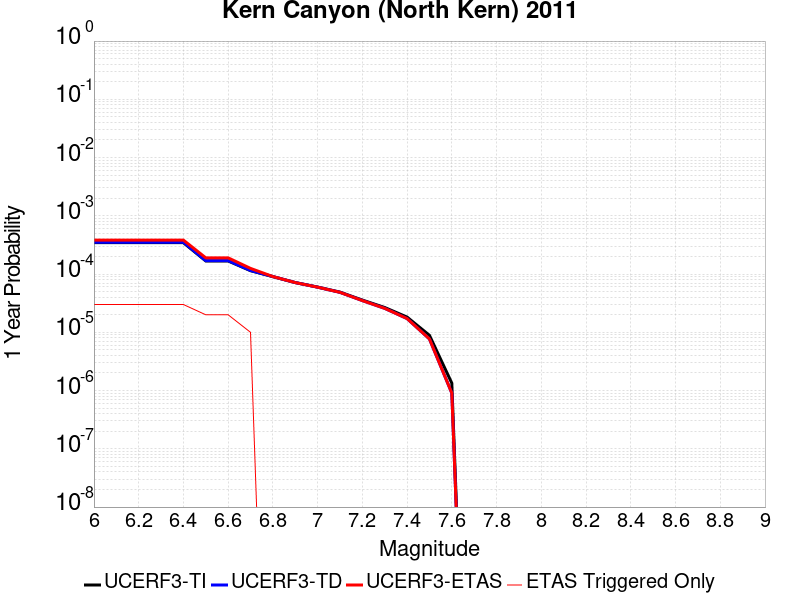 Kern Canyon (North Kern) 2011
10^0
10^-1
10^-2
10^-3
10^-4
10^-5
10^-6
10^-7
10^-8
1 Year Probability
6 6.2 6.4 6.6 6.8 7 7.2 7.4 7.6 7.8 8 8.2 8.4 8.6 8.8 9
Magnitude
UCERF3-TI UCERF3-TD UCERF3-ETAS ETAS Triggered Only